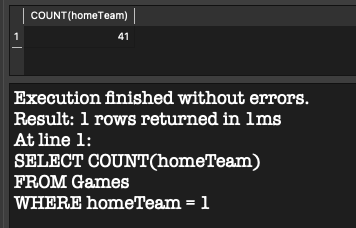 COUNT(homeTeam)
1 41
Execution finished without errors.
Result: 1 rows returned in 1ms
At line 1:
SELECT COUNT(homeTeam)
FROM Games
WHERE homeTeam = 1